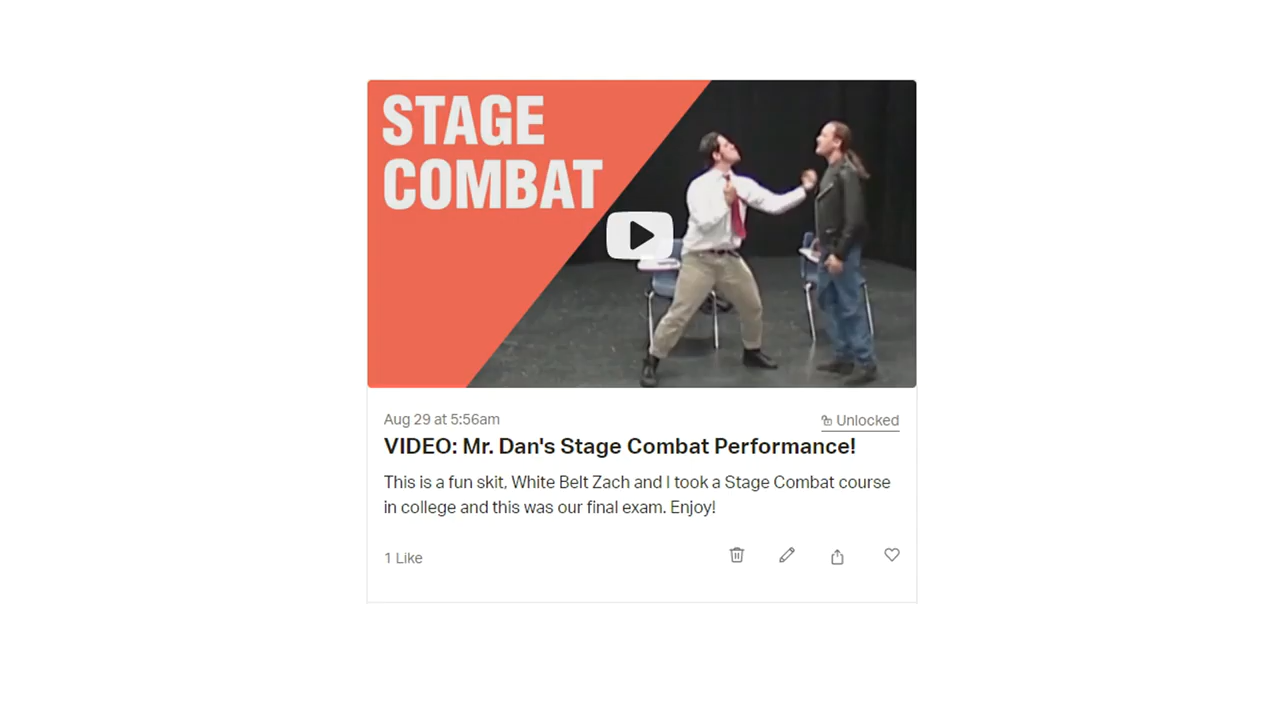 STAGE
COMBAT
Aug 29 at 5:56am
Unlocked
VIDEO: Mr. Dan's Stage Combat Performance!
This is a fun skit, White Belt Zach and I took a Stage Combat course
in college and this was our final exam. Enjoy!
1 Like